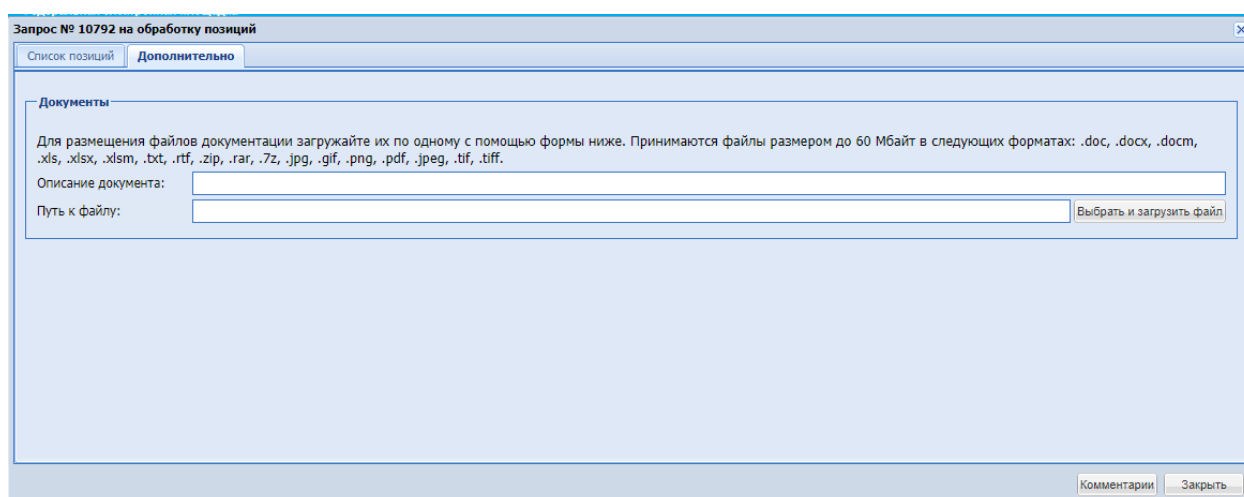 Запрос № 10792 на обработку позиций
Список позиций Дополнительно
Документы
Для размещения файлов документации загружайте их по одному с помощью формы ниже. Принимаются файлы размером до 60 Мбайт в следующих форматах: .doc, .docx, .docm,
.xls, .xlsx, .xlsm, .txt, .rtf, .zip, .rar, .7z, .jpg, .gif, .png, .pdf, .jpeg, .tif, .tiff.
Описание документа:
Путь к файлу: Выбрать и загрузить файл
Комментарии Закрыть